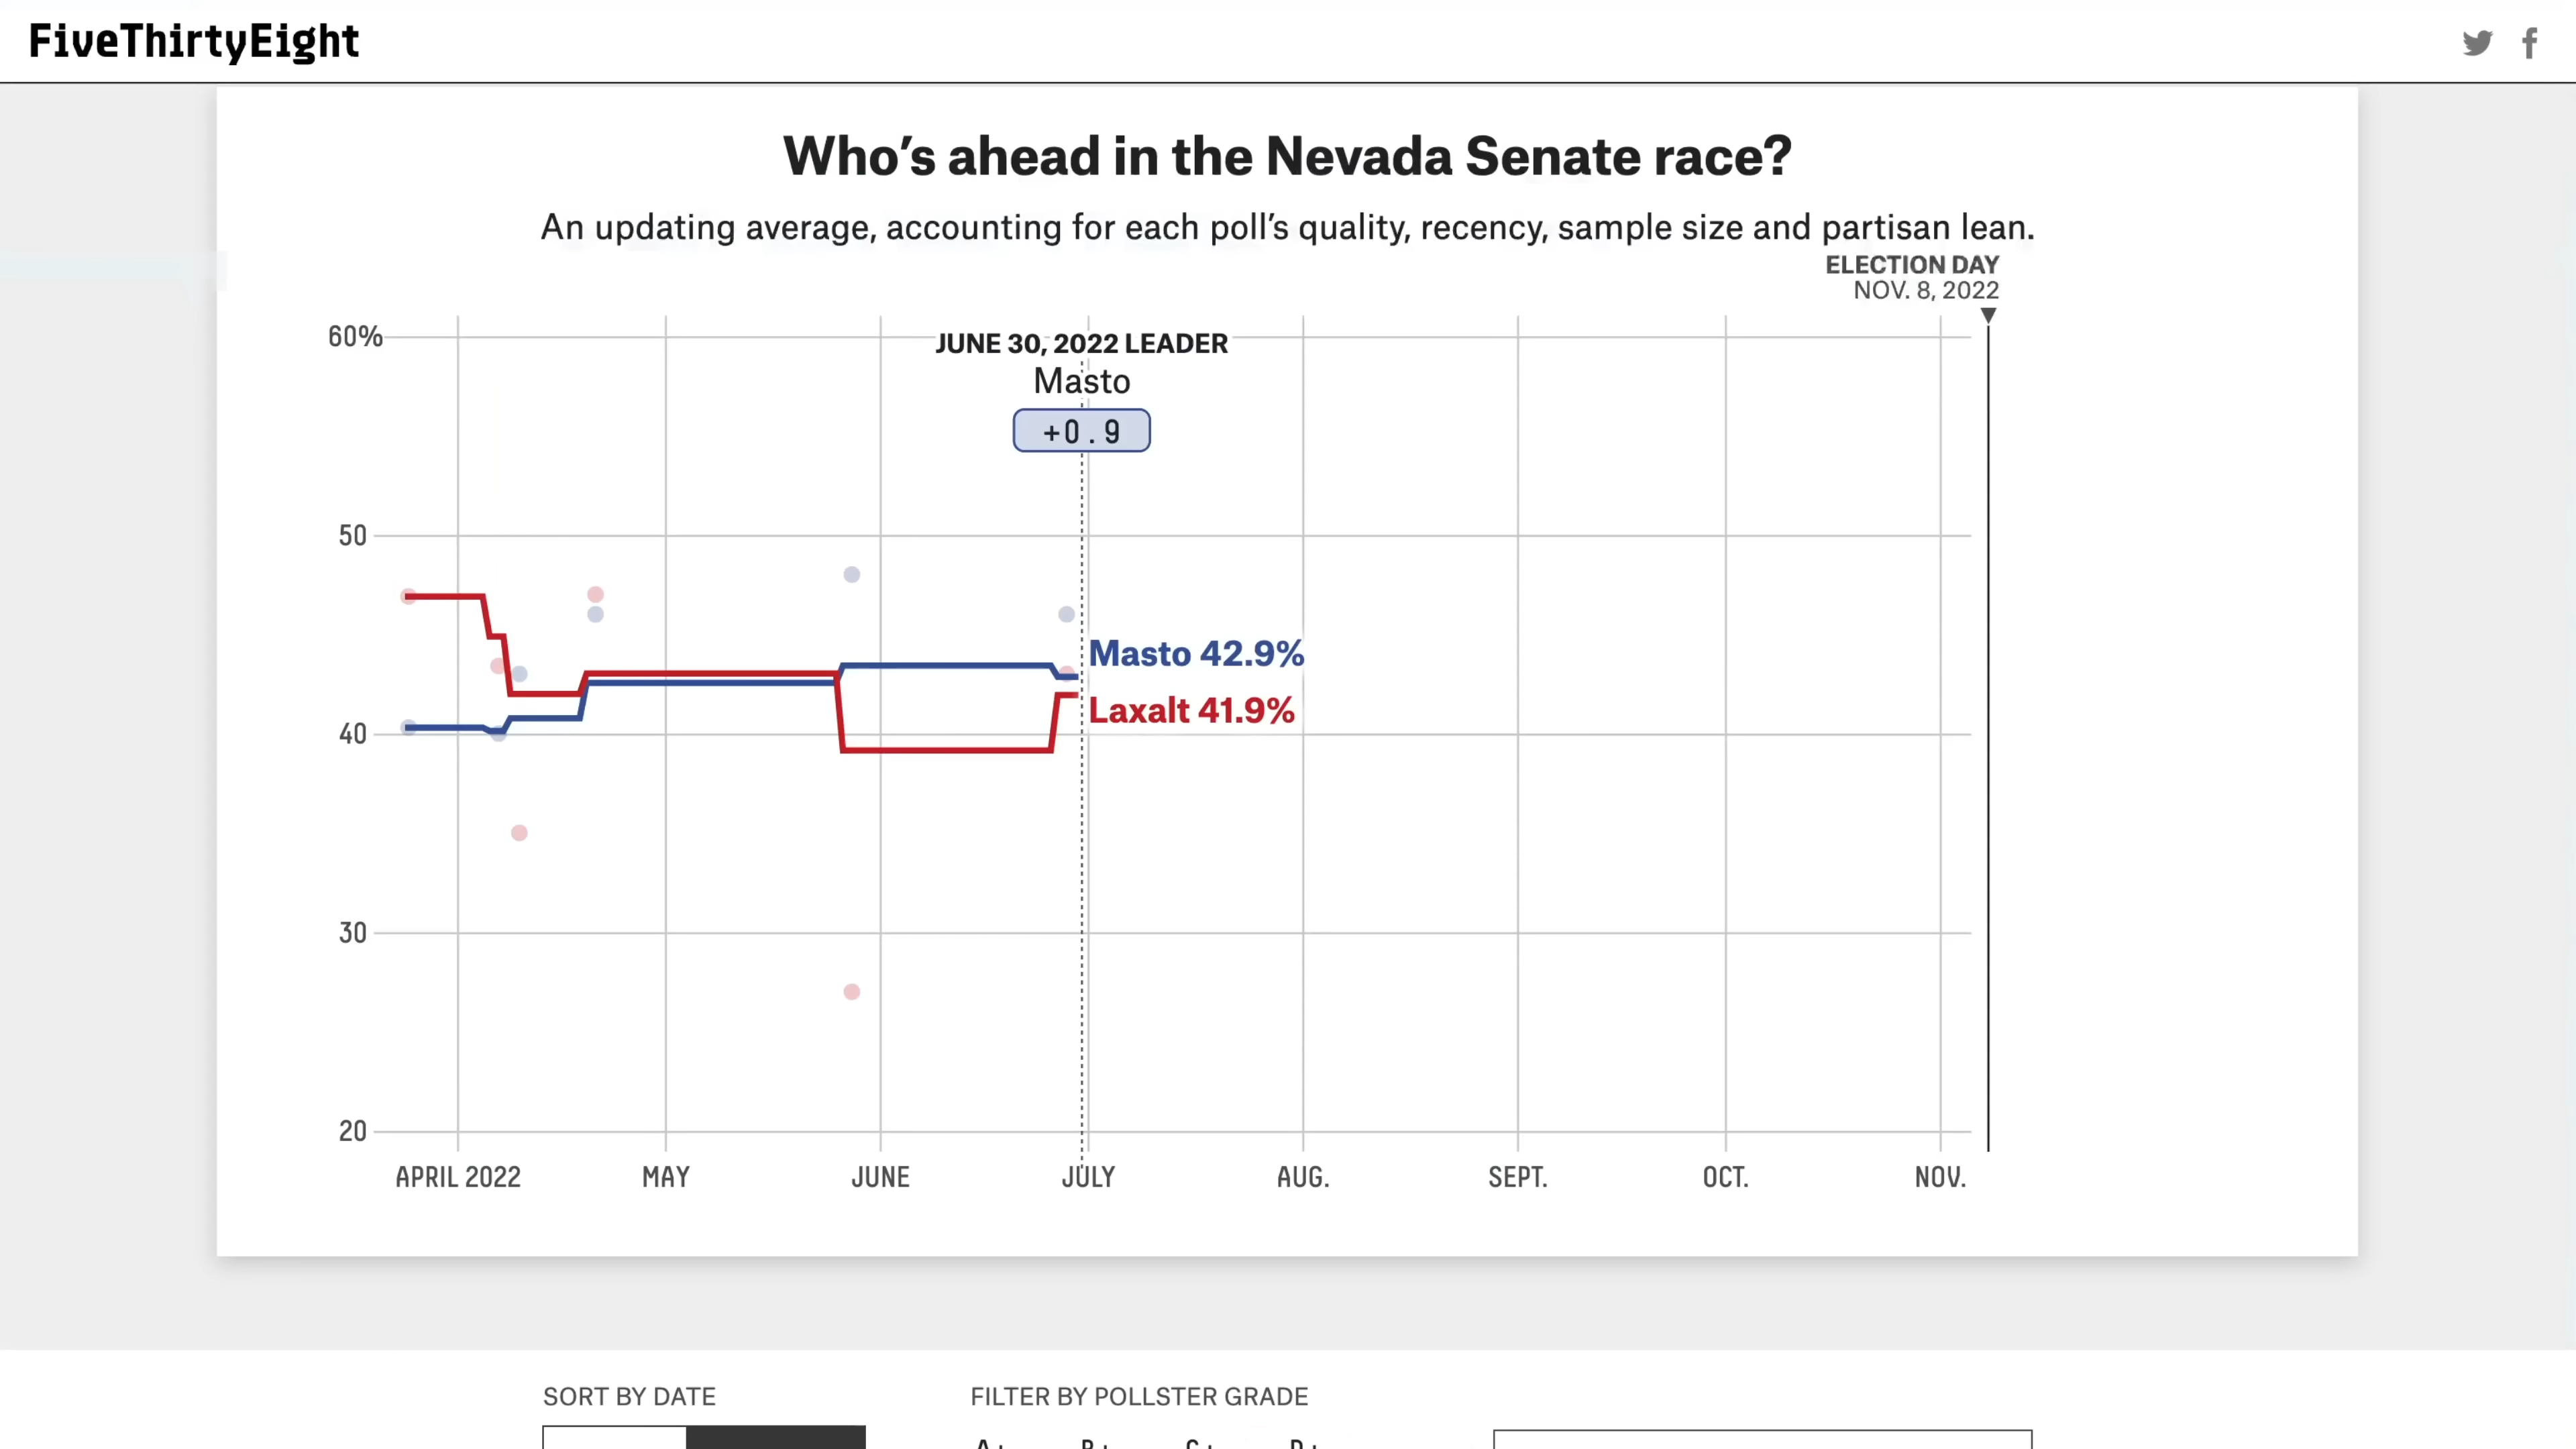 FiveThirtyEight
Who's ahead in the Nevada Senate race?
An updating average, accounting for each poll's quality, recency, sample size and partisan lean.
ELECTION DAY
NOV. 8, 2022
60%
JUNE 30, 2022 LEADER
Masto
+0.9
50
Masto 42.9%
Laxalt 41.9%
40
30
20
APRIL 2022 MAY JUNE JULY AUG. SEPT. OCT. NOV.
SORT BY DATE FILTER BY POLLSTER GRADE